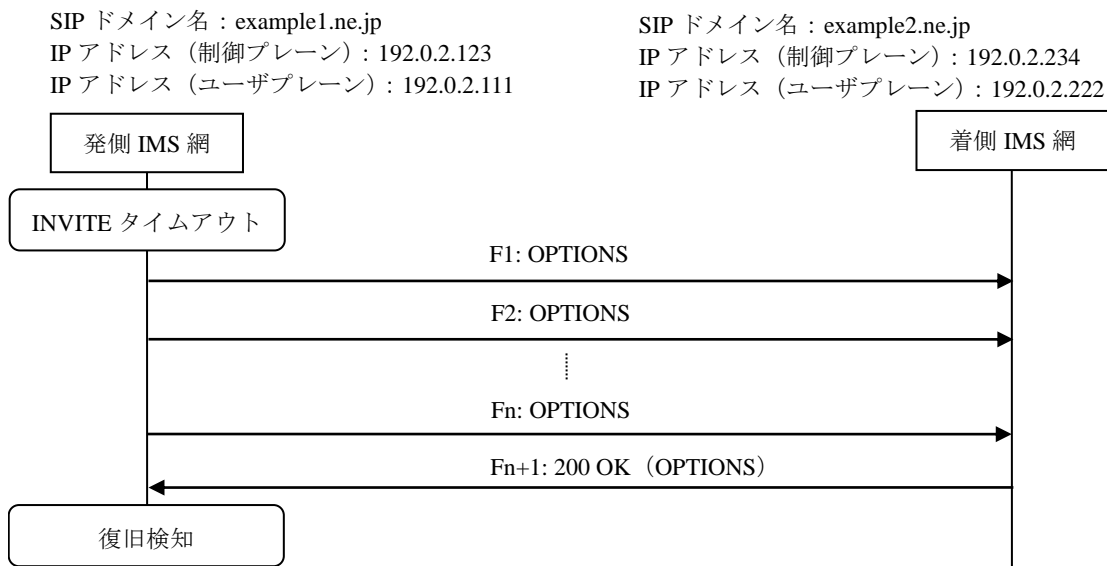 SIP ドメイン名：example1.ne.jp
IP アドレス（制御プレーン）: 192.0.2.123
IP アドレス（ユーザプレーン）: 192.0.2.111
SIP ドメイン名：example2.ne.jp
IP アドレス（制御プレーン）: 192.0.2.234
IP アドレス（ユーザプレーン）: 192.0.2.222
発側 IMS 網
着側 IMS 網
INVITE タイムアウト
F1: OPTIONS
F2: OPTIONS
Fn: OPTIONS
Fn+1: 200 OK（OPTIONS）
復旧検知